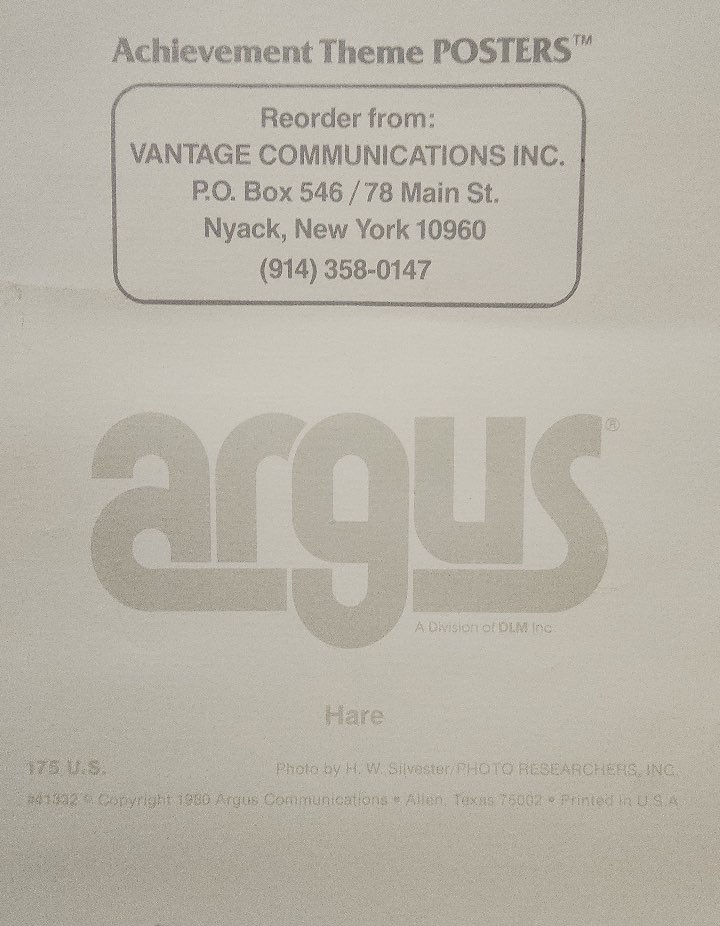 Achievement Theme POSTERS™
Reorder from:
VANTAGE COMMUNICATIONS INC.
P.O. Box 546 / 78 Main St.
Nyack, New York 10960
(914) 358-0147
argus®
A Division of DLM Inc.
Hare
175 U.S.
Photo by H. W. Silvester/PHOTO RESEARCHERS, INC.
#41332 © Copyright 1980 Argus Communications • Allen, Texas 75002 • Printed in U.S.A.